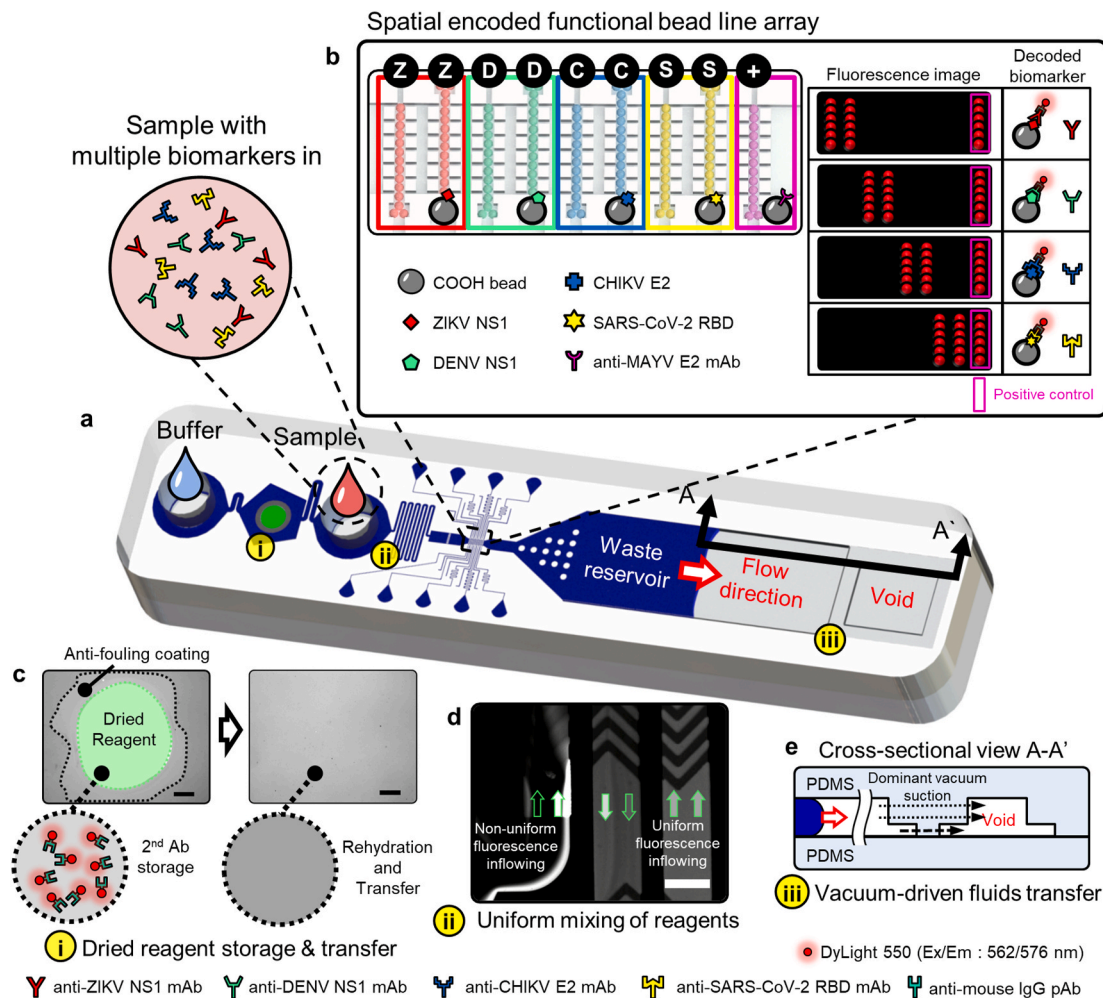 Spatial encoded functional bead line array
b
Z Z D D C C S S +
Fluorescence image
Decoded
biomarker
COOH bead
ZIKV NS1
DENV NS1
CHIKV E2
SARS-CoV-2 RBD
anti-MAYV E2 mAb
Positive control
Sample with
multiple biomarkers in
a
Buffer
Sample
i
ii
Waste
reservoir
Flow
direction
Void
A
A`
iii
c
Anti-fouling coating
Dried
Reagent
2nd Ab
storage
Rehydration
and
Transfer
i Dried reagent storage & transfer
d
Non-uniform
fluorescence
inflowing
Uniform
fluorescence
inflowing
ii Uniform mixing of reagents
e
Cross-sectional view A-A’
PDMS
Dominant vacuum
suction
Void
PDMS
iii Vacuum-driven fluids transfer
DyLight 550 (Ex/Em : 562/576 nm)
anti-ZIKV NS1 mAb
anti-DENV NS1 mAb
anti-CHIKV E2 mAb
anti-SARS-CoV-2 RBD mAb
anti-mouse IgG pAb